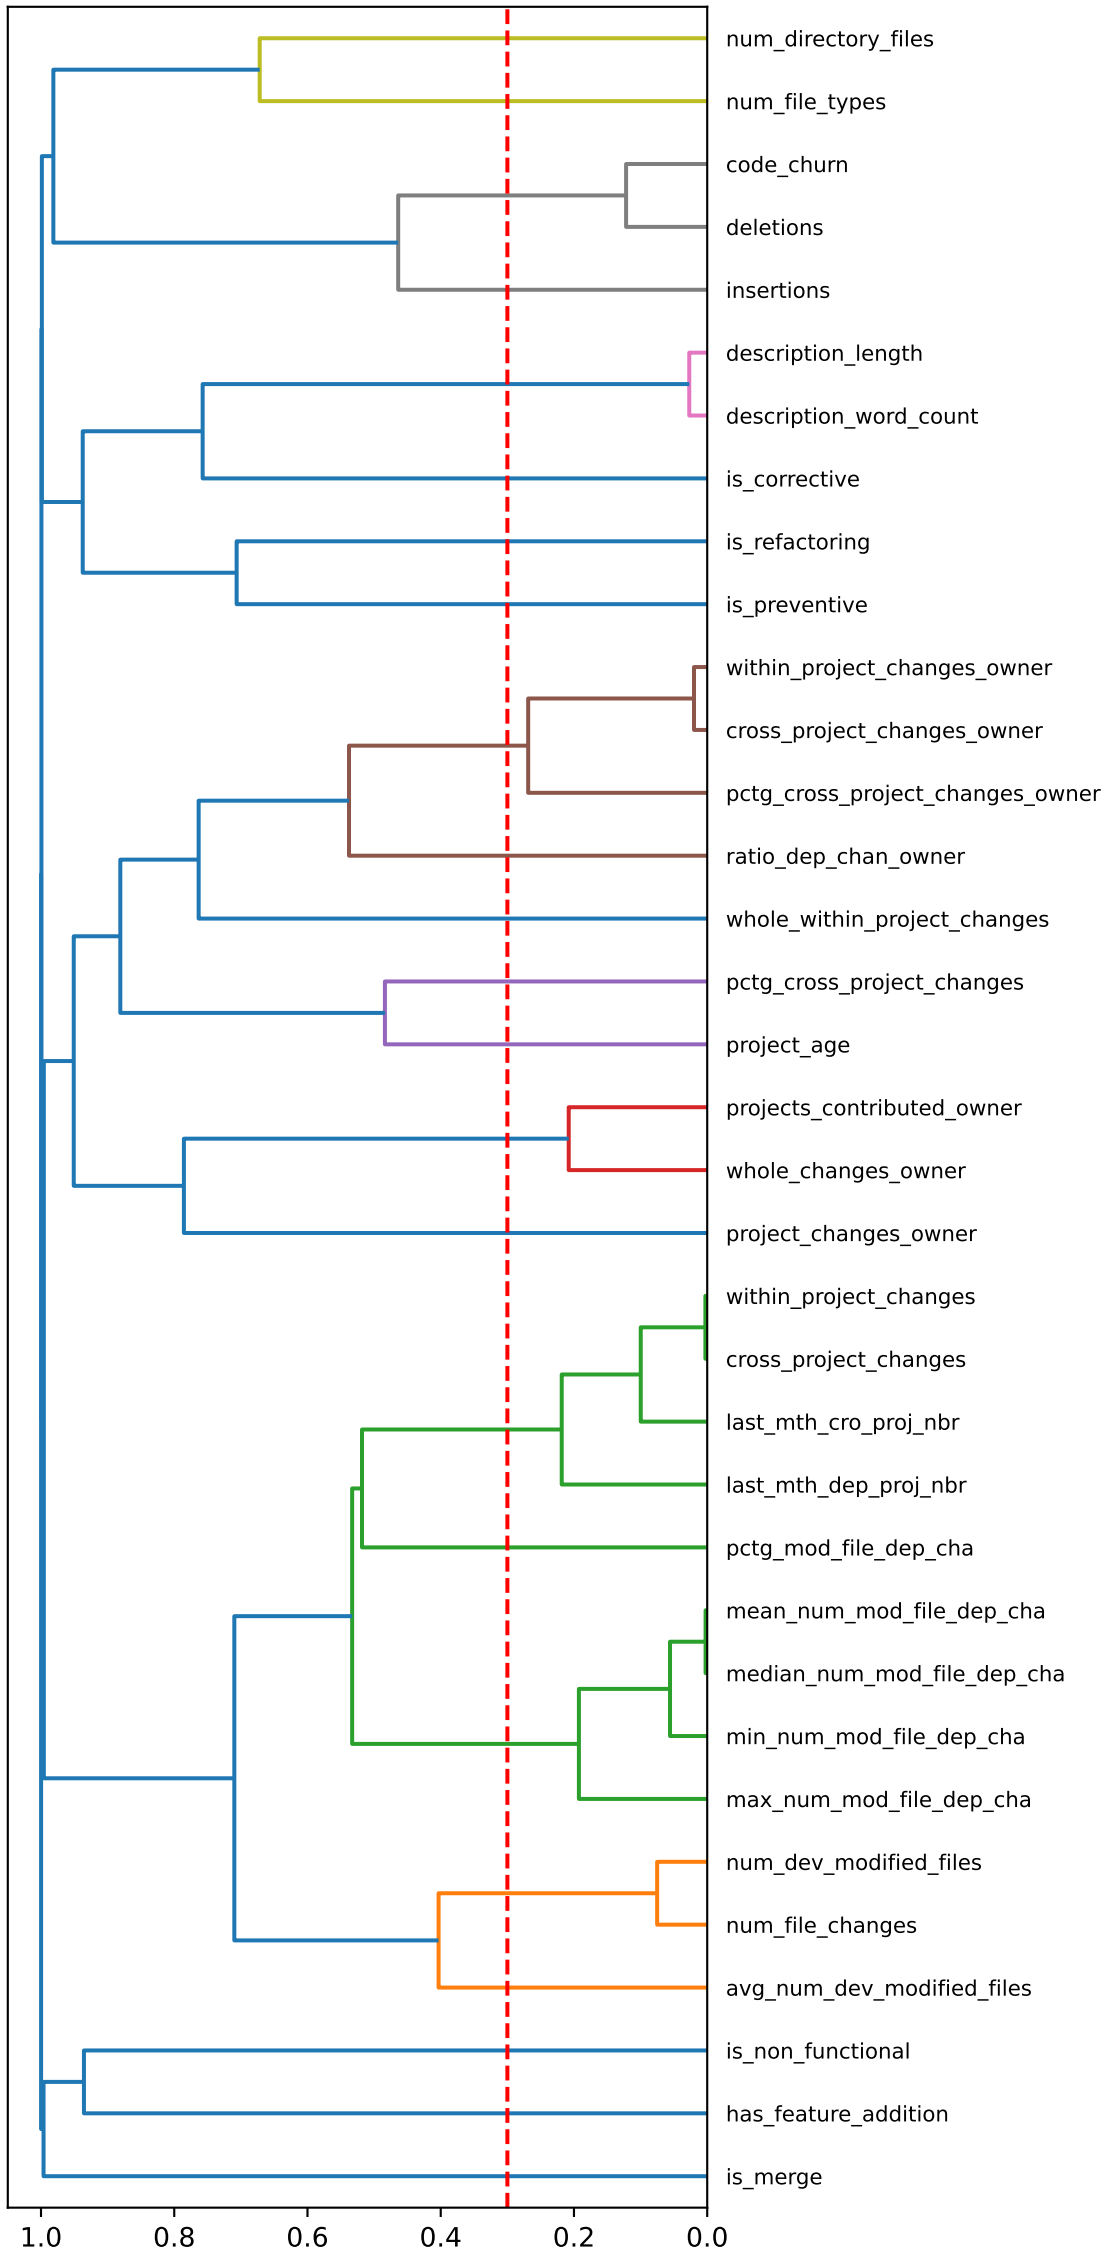 num_directory_files
num_file_types
code_churn
deletions
insertions
description_length
description_word_count
is_corrective
is_refactoring
is_preventive
within_project_changes_owner
cross_project_changes_owner
pctg_cross_project_changes_owner
ratio_dep_chan_owner
whole_within_project_changes
pctg_cross_project_changes
project_age
projects_contributed_owner
whole_changes_owner
project_changes_owner
within_project_changes
cross_project_changes
last_mth_cro_proj_nbr
last_mth_dep_proj_nbr
pctg_mod_file_dep_cha
mean_num_mod_file_dep_cha
median_num_mod_file_dep_cha
min_num_mod_file_dep_cha
max_num_mod_file_dep_cha
num_dev_modified_files
num_file_changes
avg_num_dev_modified_files
is_non_functional
has_feature_addition
is_merge
1.0 0.8 0.6 0.4 0.2 0.0